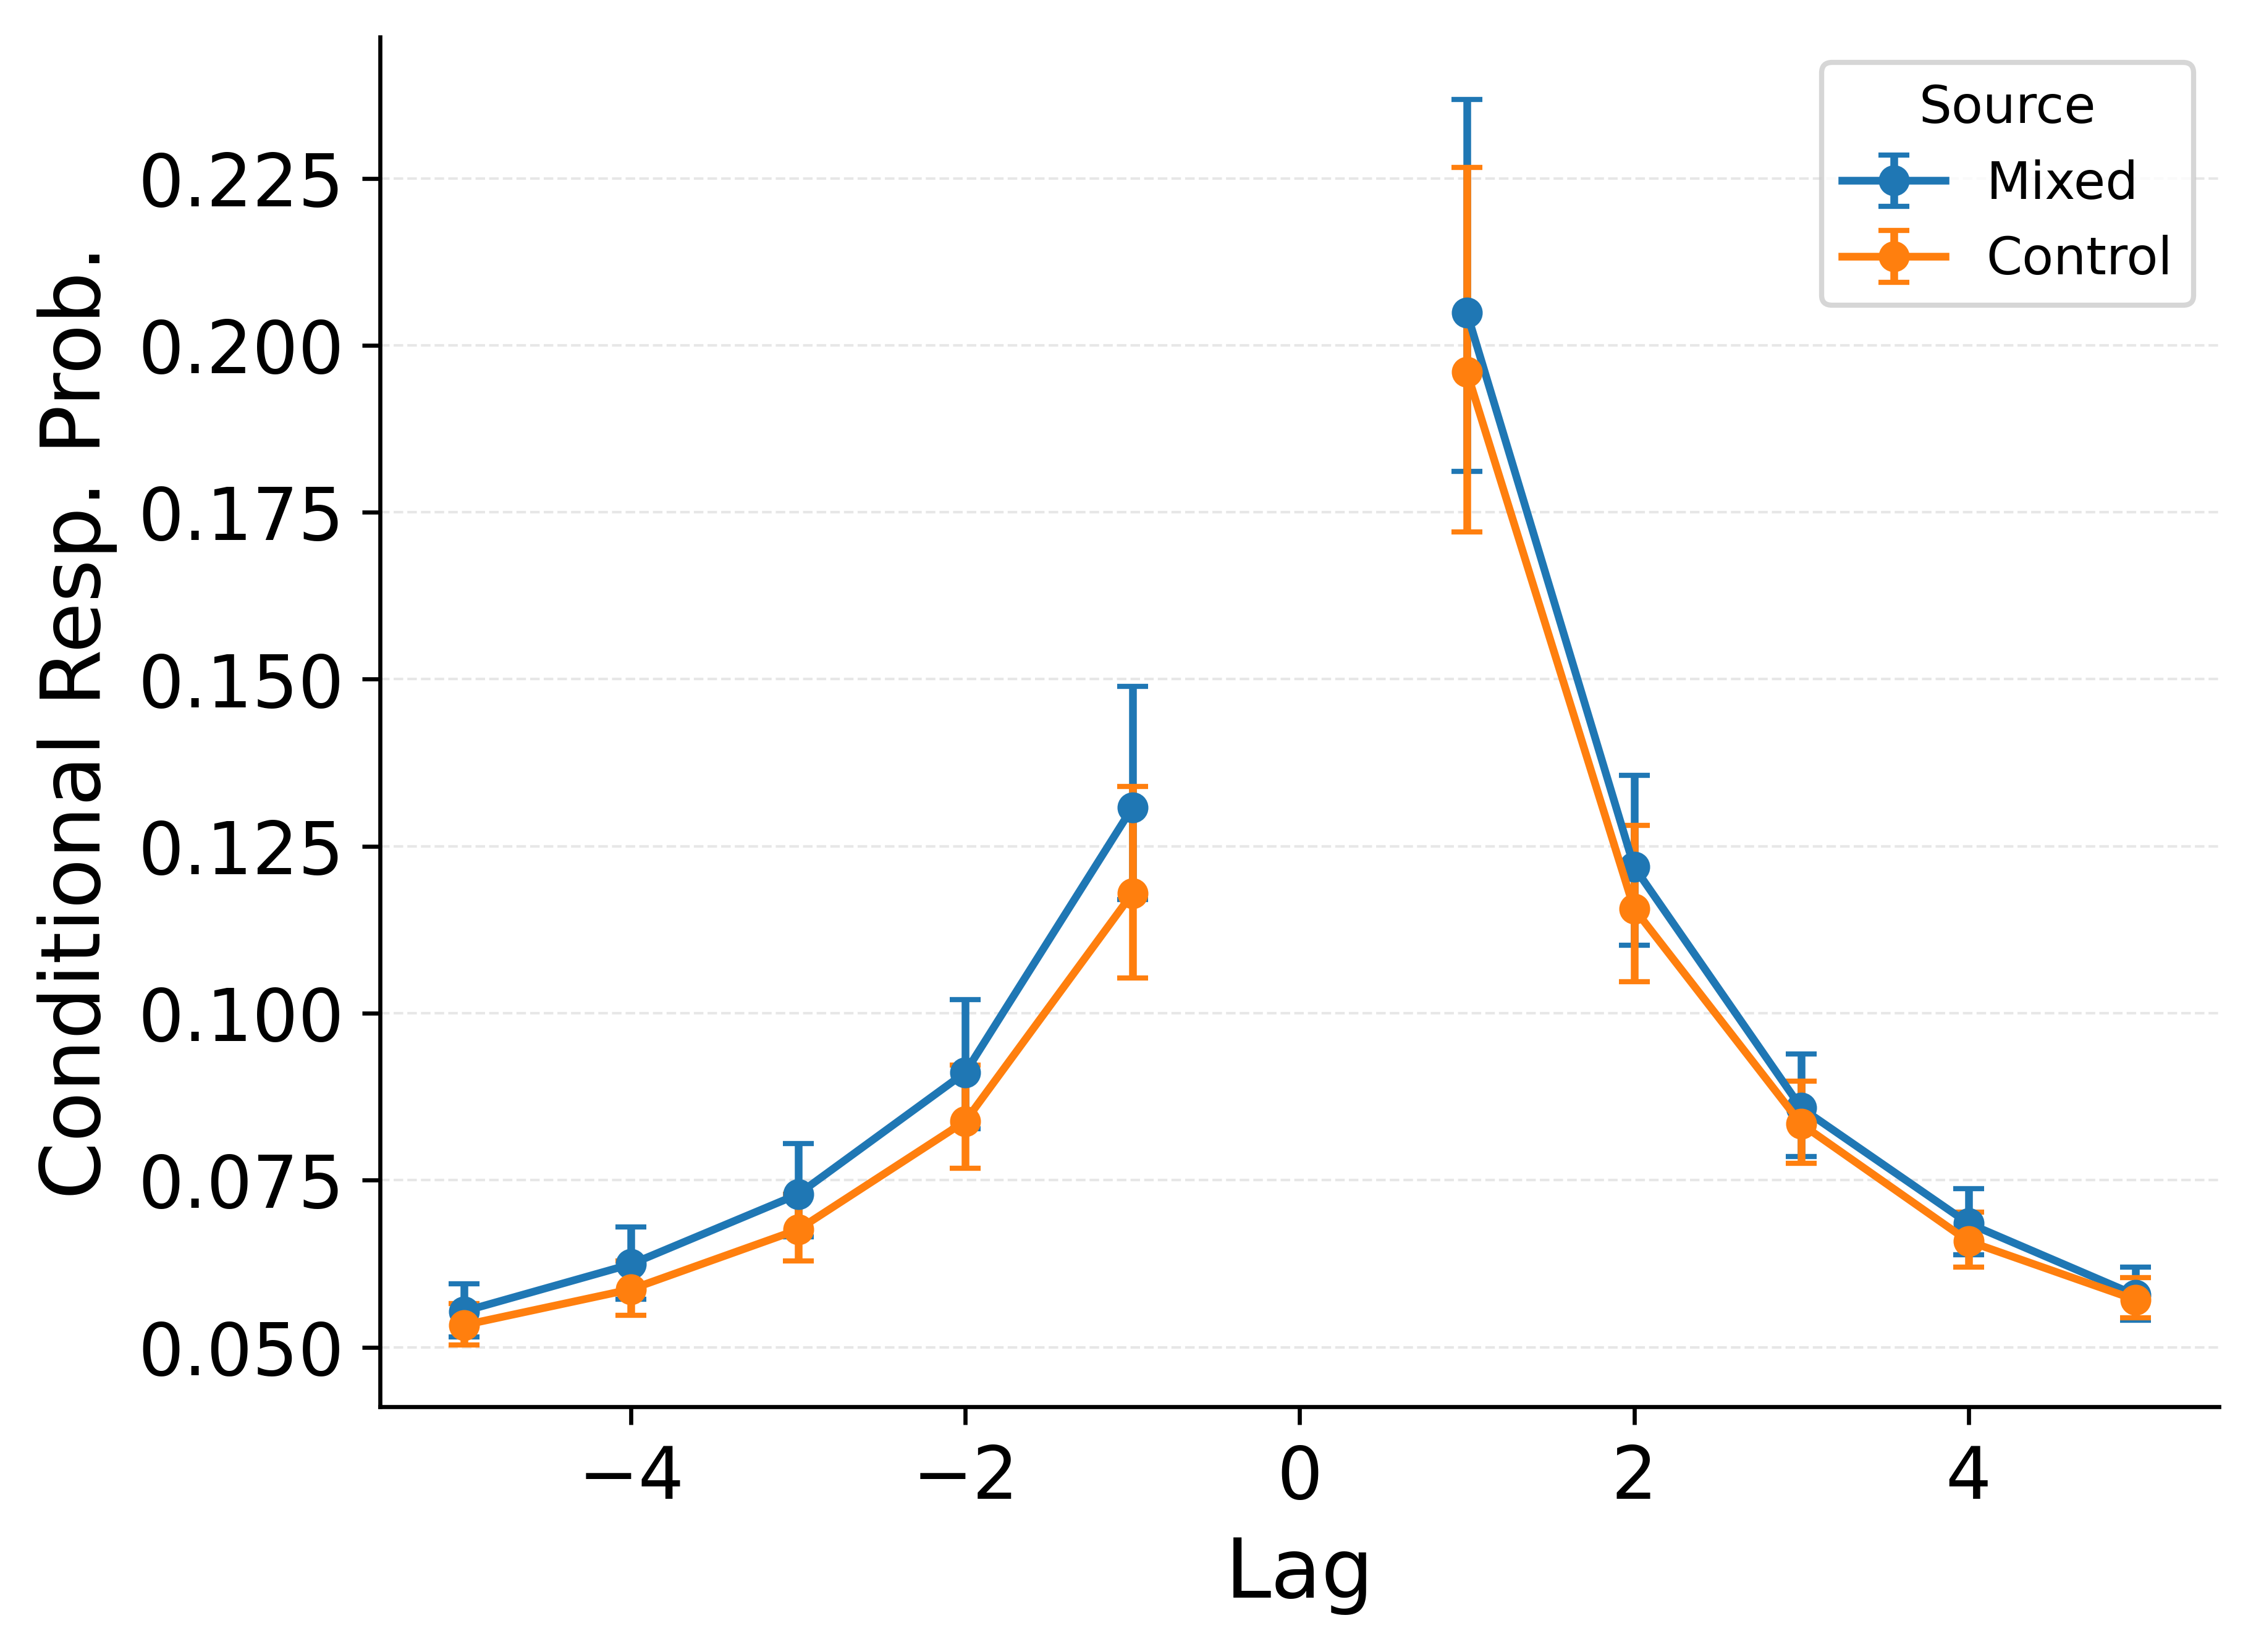 Source
Mixed
Control
0.225
0.200
0.175
0.150
0.125
0.100
0.075
0.050
Conditional Resp. Prob.
−4
−2
0
2
4
Lag